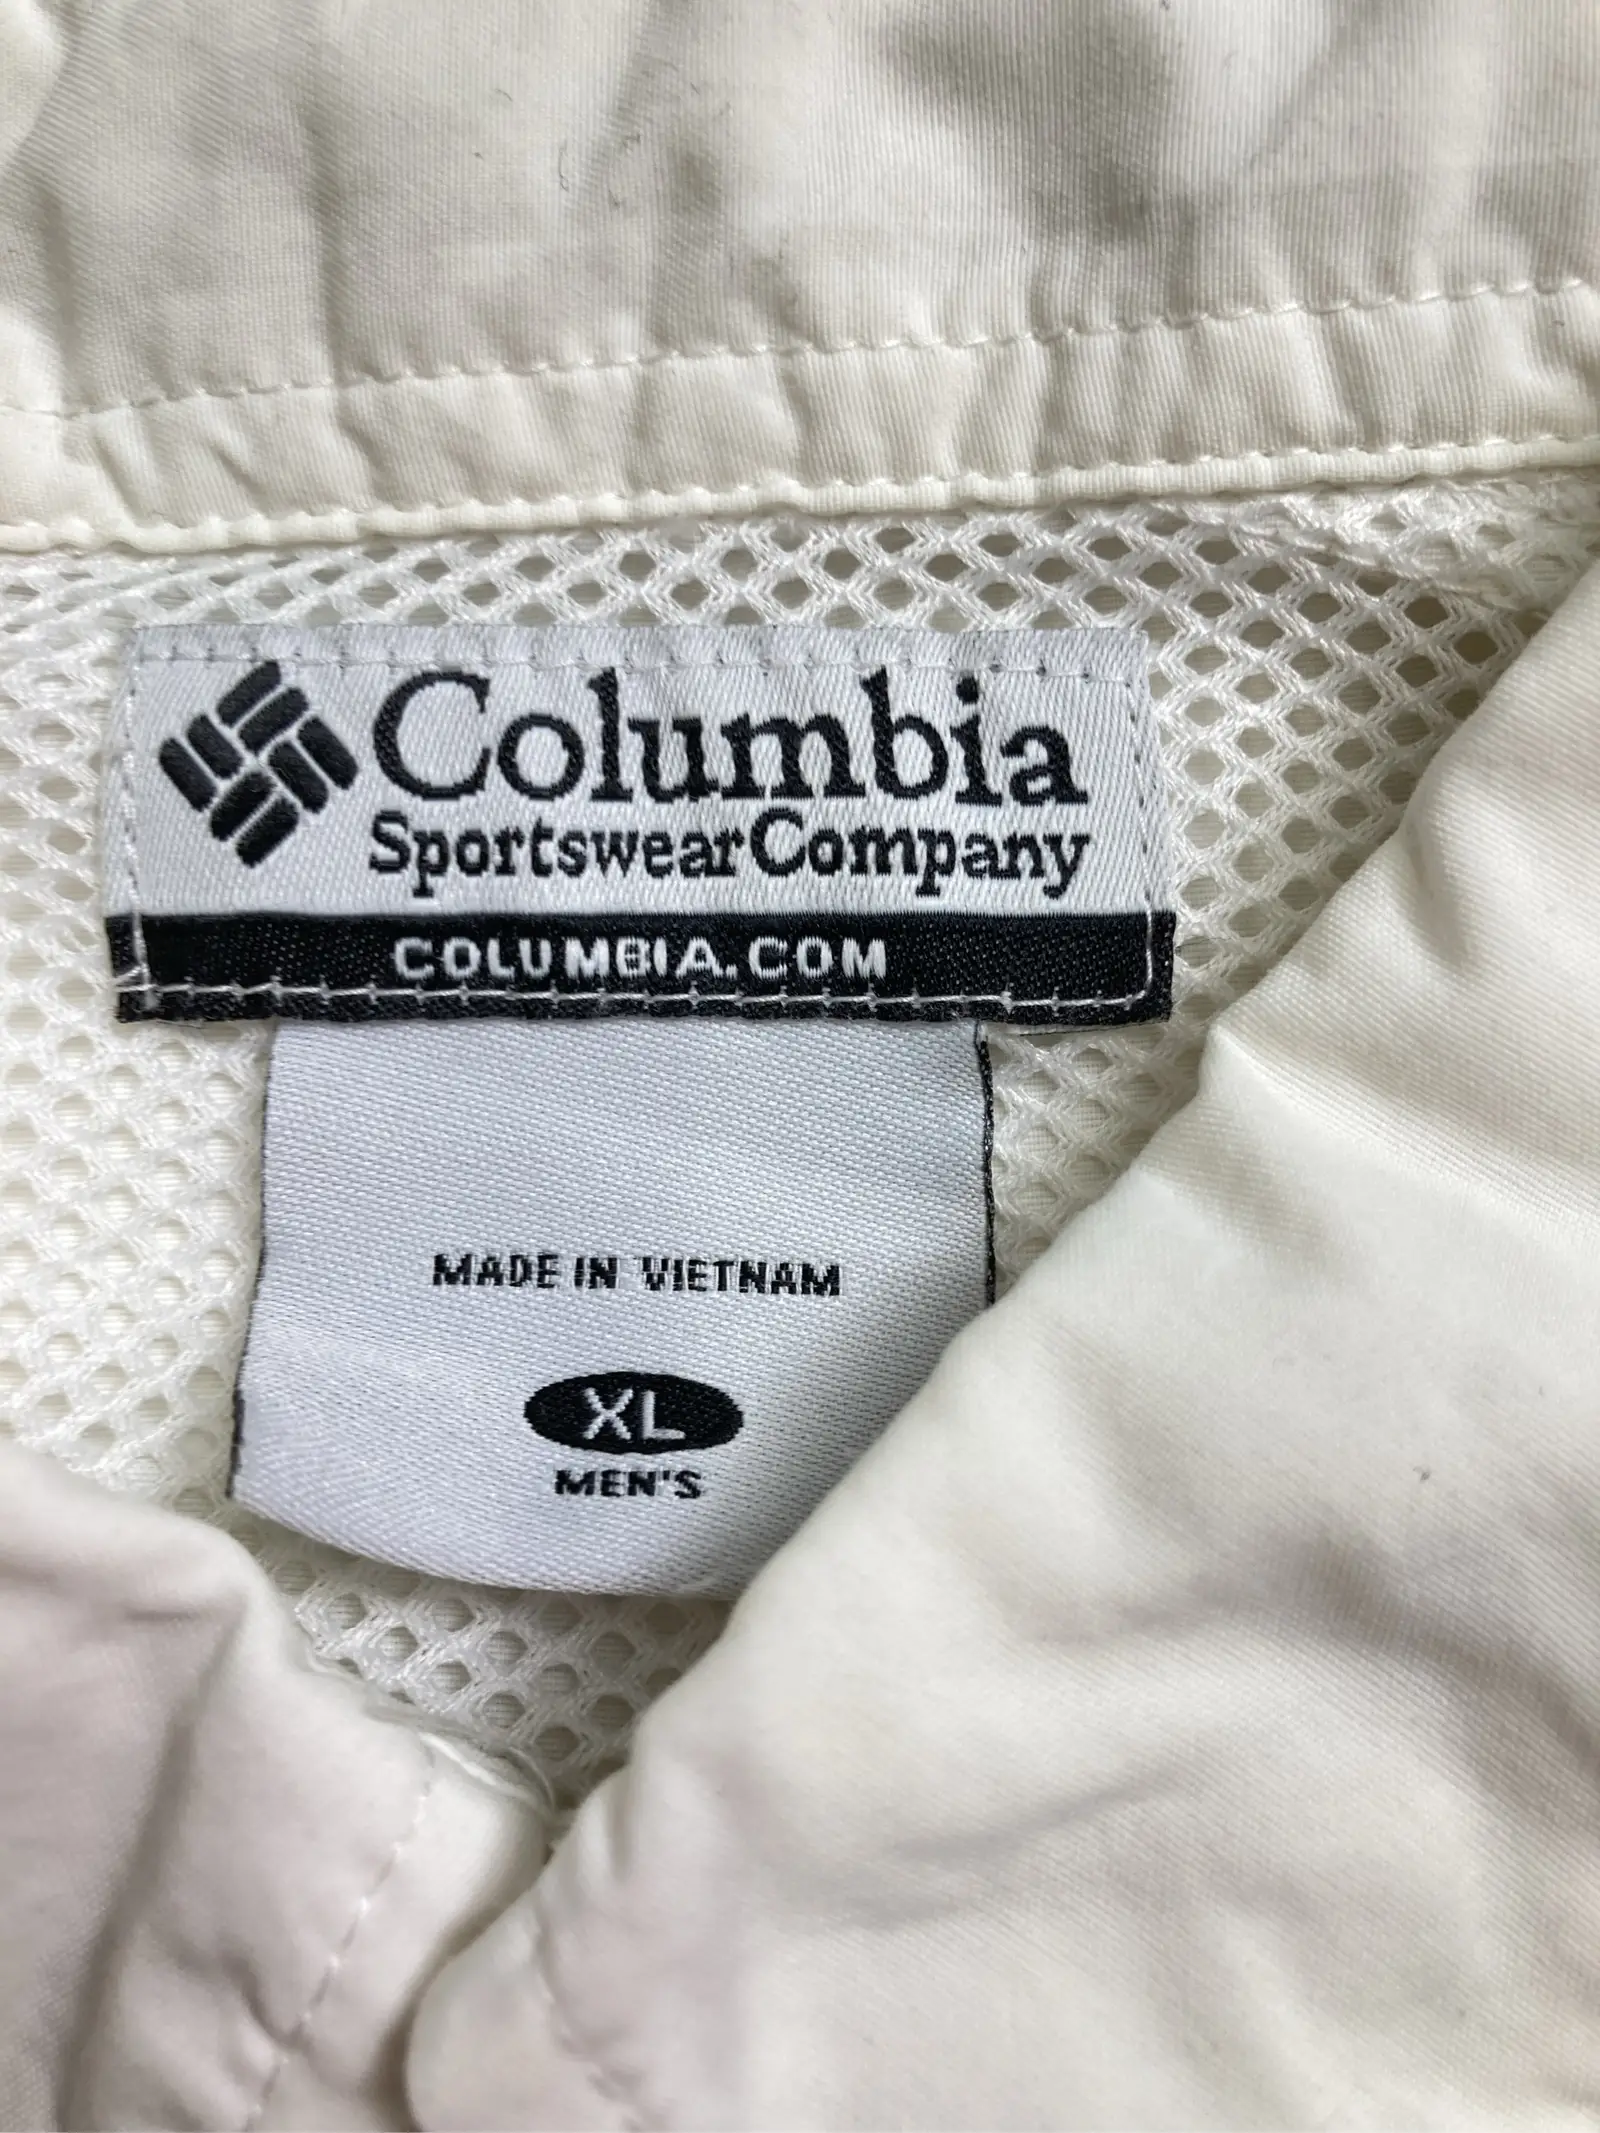 Columbia
Sportswear Company
COLUMBIA.COM
MADE IN VIETNAM
XL
MEN'S